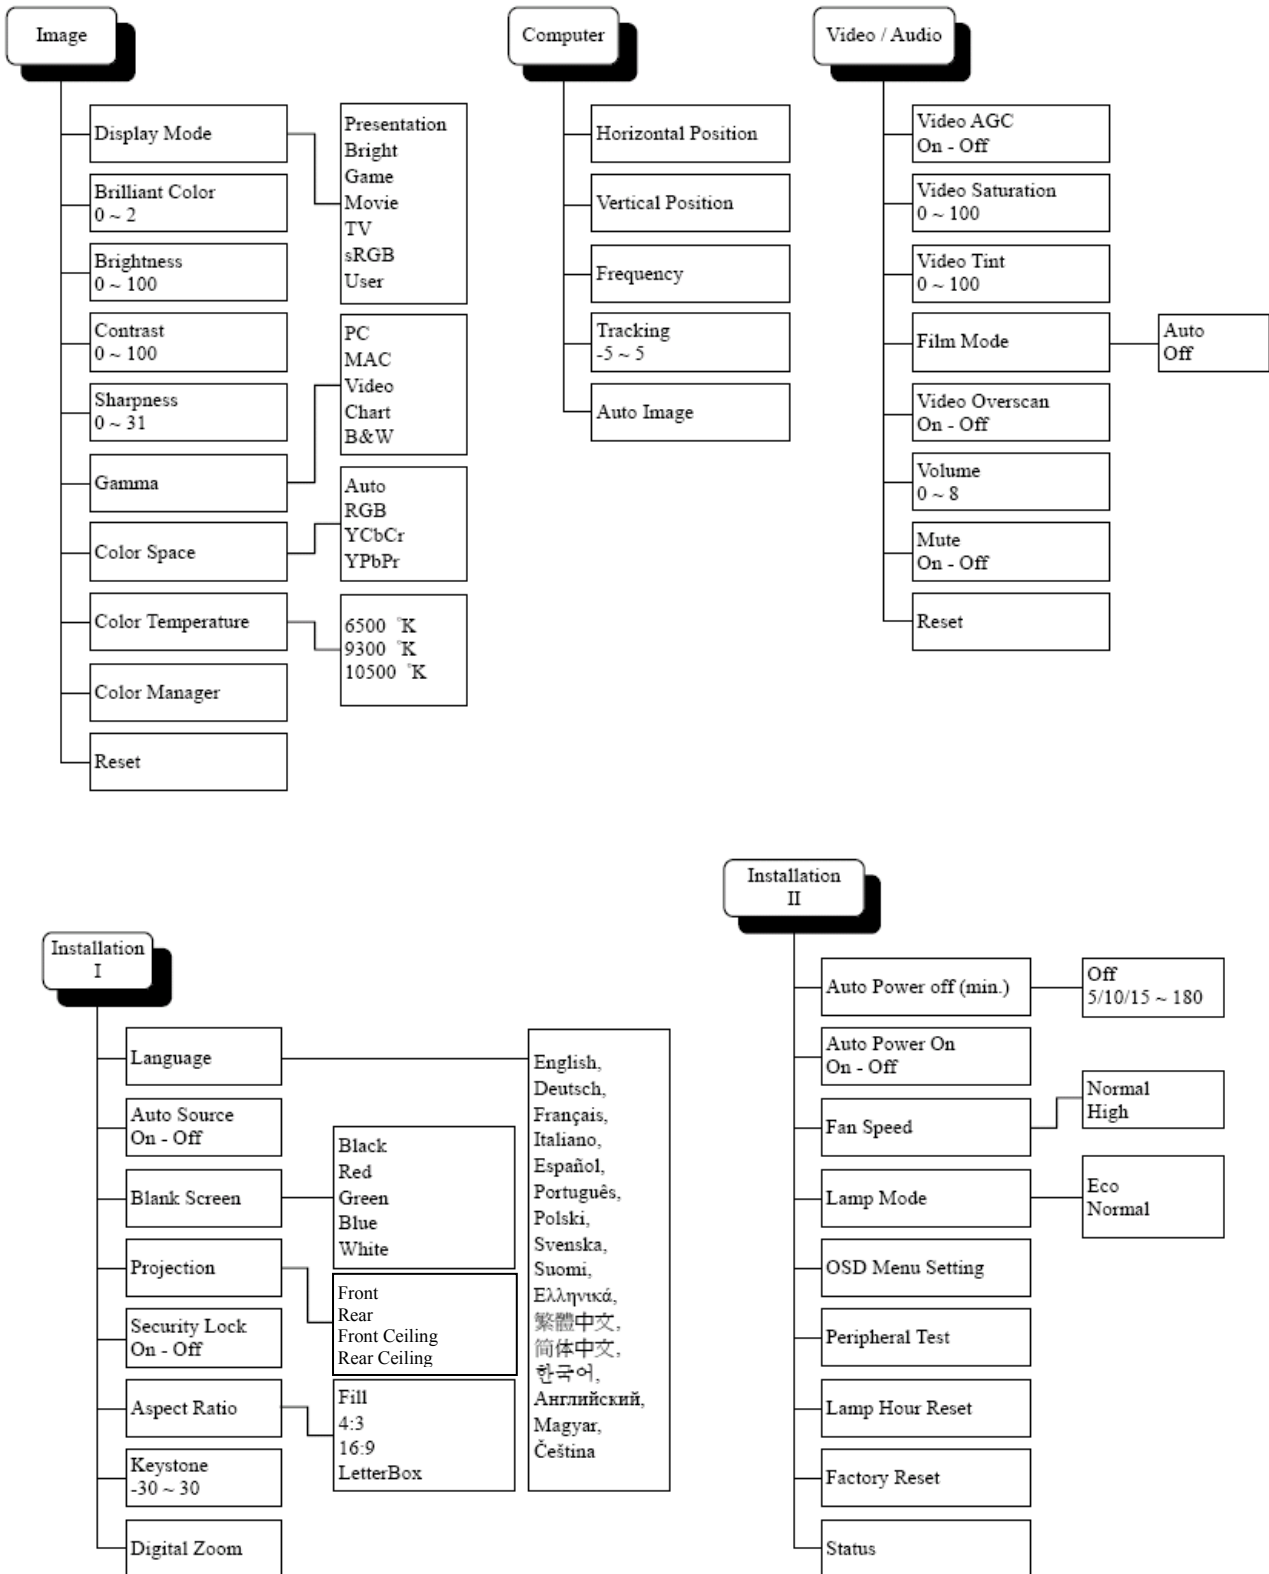 Image
Display Mode
Presentation
Bright
Game
Movie
TV
sRGB
User
Brilliant Color
0 ~ 2
Brightness
0 ~ 100
Contrast
0 ~ 100
Sharpness
0 ~ 31
Gamma
PC
MAC
Video
Chart
B&W
Color Space
Auto
RGB
YCbCr
YPbPr
Color Temperature
6500 °K
9300 °K
10500 °K
Color Manager
Reset
Computer
Horizontal Position
Vertical Position
Frequency
Tracking
-5 ~ 5
Auto Image
Video / Audio
Video AGC
On - Off
Video Saturation
0 ~ 100
Video Tint
0 ~ 100
Film Mode
Auto
Off
Video Overscan
On - Off
Volume
0 ~ 8
Mute
On - Off
Reset
Installation
I
Language
English,
Deutsch,
Français,
Italiano,
Español,
Português,
Polski,
Svenska,
Suomi,
Ελληνικά,
繁體中文,
简体中文,
한국어,
Английский,
Magyar,
Čeština
Auto Source
On - Off
Blank Screen
Black
Red
Green
Blue
White
Projection
Front
Rear
Front Ceiling
Rear Ceiling
Security Lock
On - Off
Aspect Ratio
Fill
4:3
16:9
LetterBox
Keystone
-30 ~ 30
Digital Zoom
Installation
II
Auto Power off (min.)
Off
5/10/15 ~ 180
Auto Power On
On - Off
Fan Speed
Normal
High
Lamp Mode
Eco
Normal
OSD Menu Setting
Peripheral Test
Lamp Hour Reset
Factory Reset
Status